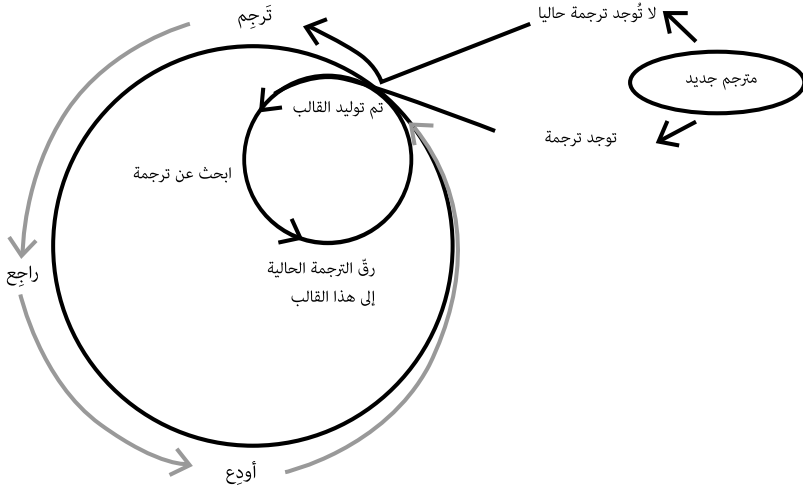 تَرجِم
لا تُوجد ترجمة حاليا
مترجم جديد
تم توليد القالب
توجد ترجمة
ابحث عن ترجمة
رقّ الترجمة الحالية
إلى هذا القالب
راجِع
أودِع